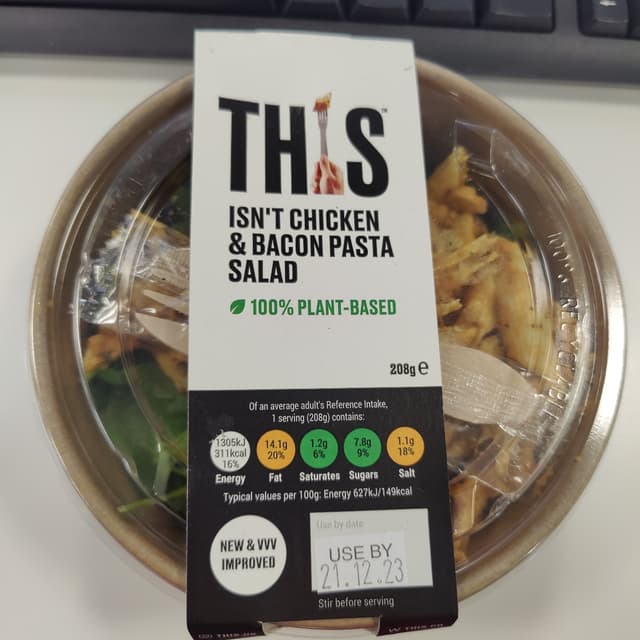 THIS™
ISN'T CHICKEN
& BACON PASTA
SALAD
100% PLANT-BASED
208g e
Of an average adult's Reference Intake,
1 serving (208g) contains:
1305kJ 311kcal 16% Energy
14.1g 20% Fat
1.2g 6% Saturates
7.8g 9% Sugars
1.1g 18% Salt
Typical values per 100g: Energy 627kJ/149kcal
NEW & VVV
IMPROVED
Use by date
USE BY
21.12.23
Stir before serving
100% RECYCLABLE